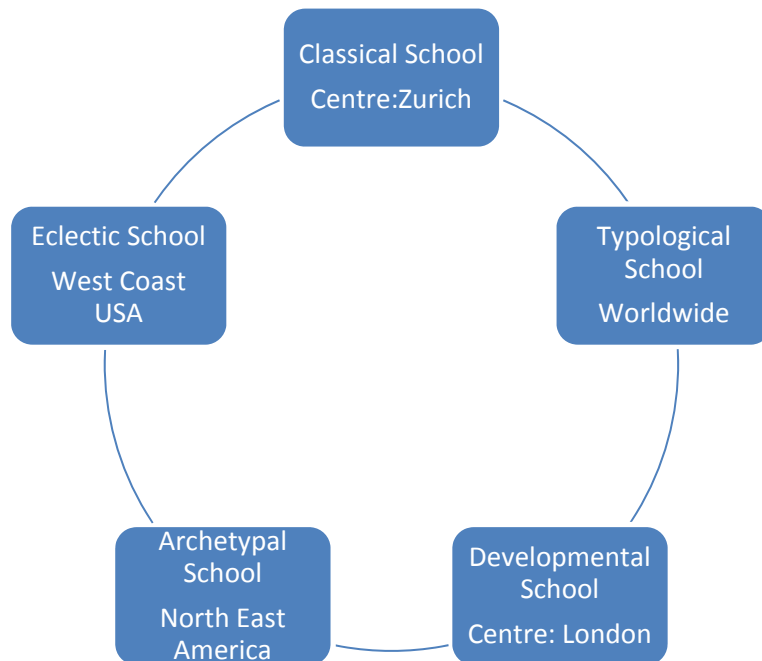 Classical School
Centre:Zurich
Typological
School
Worldwide
Developmental
School
Centre: London
Archetypal
School
North East
America
Eclectic School
West Coast
USA